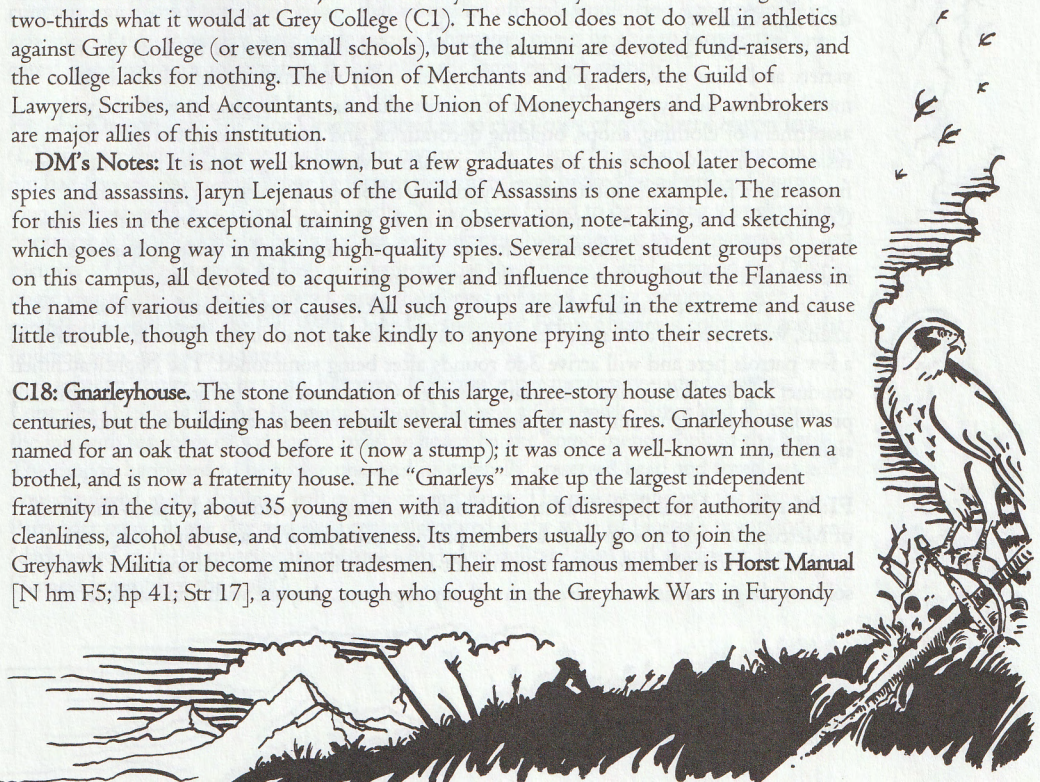 two-thirds what it would at Grey College (C1). The school does not do well in athletics
against Grey College (or even small schools), but the alumni are devoted fund-raisers, and
the college lacks for nothing. The Union of Merchants and Traders, the Guild of
Lawyers, Scribes, and Accountants, and the Union of Moneychangers and Pawnbrokers
are major allies of this institution.
DM's Notes: It is not well known, but a few graduates of this school later become
spies and assassins. Jaryn Lejenaus of the Guild of Assassins is one example. The reason
for this lies in the exceptional training given in observation, note-taking, and sketching,
which goes a long way in making high-quality spies. Several secret student groups operate
on this campus, all devoted to acquiring power and influence throughout the Flanaess in
the name of various deities or causes. All such groups are lawful in the extreme and cause
little trouble, though they do not take kindly to anyone prying into their secrets.
C18: Gnarleyhouse. The stone foundation of this large, three-story house dates back
centuries, but the building has been rebuilt several times after nasty fires. Gnarleyhouse was
named for an oak that stood before it (now a stump); it was once a well-known inn, then a
brothel, and is now a fraternity house. The “Gnarleys” make up the largest independent
fraternity in the city, about 35 young men with a tradition of disrespect for authority and
cleanliness, alcohol abuse, and combativeness. Its members usually go on to join the
Greyhawk Militia or become minor tradesmen. Their most famous member is Horst Manual
[N hm F5; hp 41; Str 17], a young tough who fought in the Greyhawk Wars in Furyondy